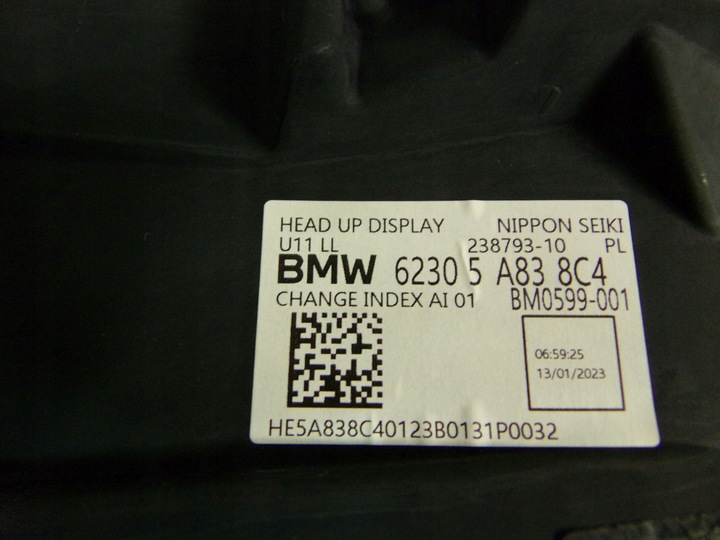 HEAD UP DISPLAY NIPPON SEIKI
U11 LL 238793-10 PL
BMW 6230 5 A83 8C4
CHANGE INDEX AI 01 BM0599-001
06:59:25
13/01/2023
HE5A838C40123B0131P0032